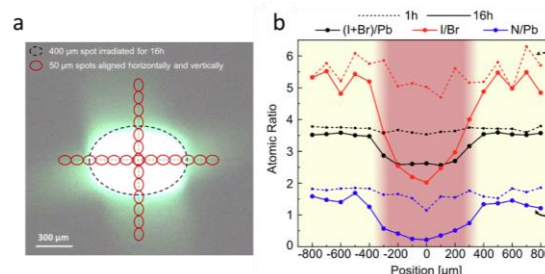 a
400 μm spot irradiated for 16h
50 μm spots aligned horizontally and vertically
300 μm
b
1h 16h
(I+Br)/Pb I/Br N/Pb
Atomic Ratio
6
5
4
3
2
1
0
-800 -600 -400 -200 0 200 400 600 800
Position [μm]